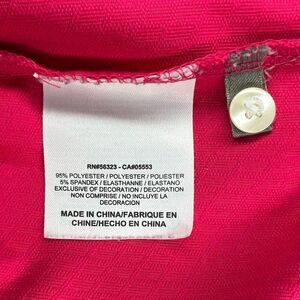 RN#56323 - CA#05553
95% POLYESTER / POLYESTER / POLIESTER
5% SPANDEX / ELASTHANNE / ELASTANO
EXCLUSIVE OF DECORATION / DECORATION
NON COMPRISE / NO INCLUYE LA
DECORACION
MADE IN CHINA/FABRIQUE EN
CHINE/HECHO EN CHINA